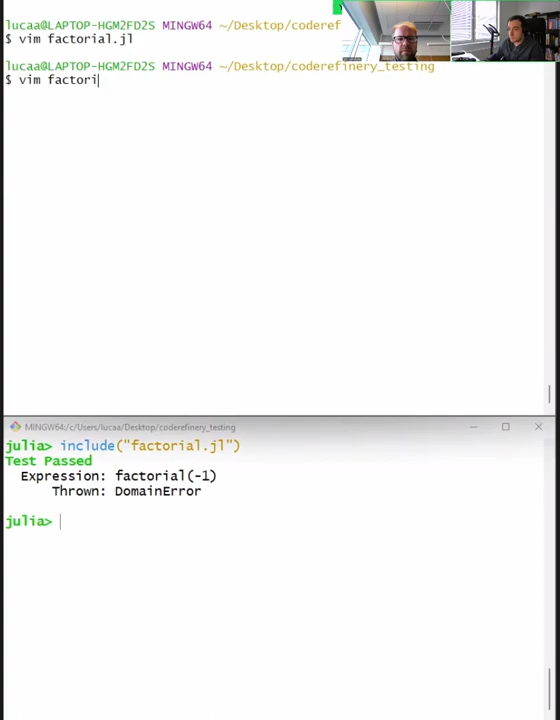 lucaa@LAPTOP-HGM2FD2S MINGW64 ~/Desktop/coderef
$ vim factorial.jl
lucaa@LAPTOP-HGM2FD2S MINGW64 ~/Desktop/coderefinery_testing
$ vim factori
MINGW64:/c/Users/lucaa/Desktop/coderefinery_testing
julia> include("factorial.jl")
Test Passed
Expression: factorial(-1)
Thrown: DomainError
julia>